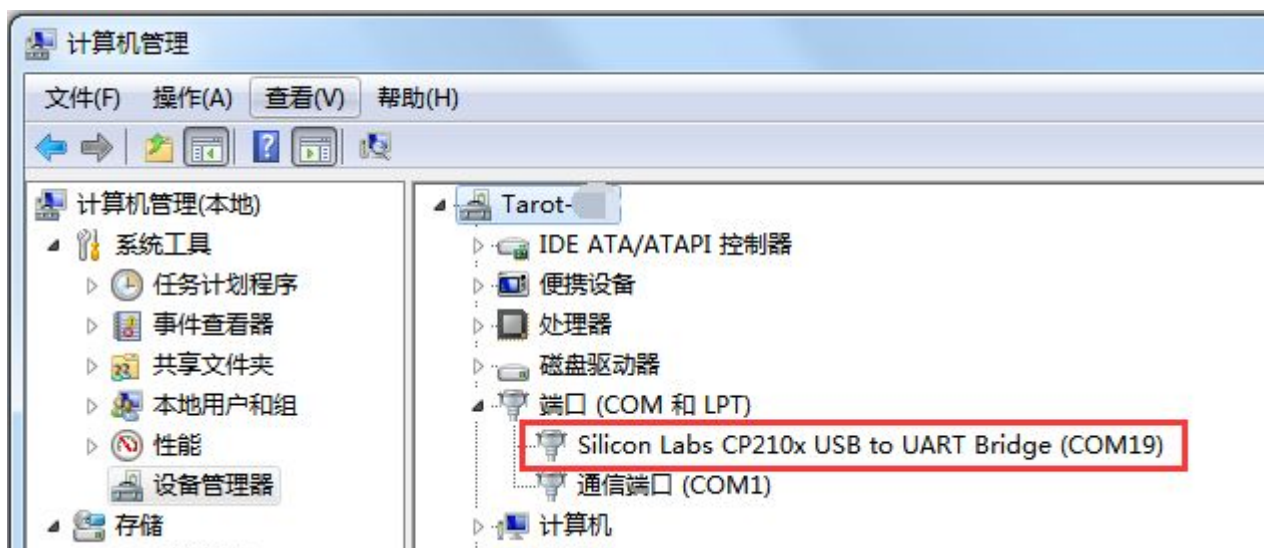 计算机管理
文件(F) 操作(A) 查看(V) 帮助(H)
计算机管理(本地)
系统工具
任务计划程序
事件查看器
共享文件夹
本地用户和组
性能
设备管理器
存储
Tarot-
IDE ATA/ATAPI 控制器
便携设备
处理器
磁盘驱动器
端口 (COM 和 LPT)
Silicon Labs CP210x USB to UART Bridge (COM19)
通信端口 (COM1)
计算机